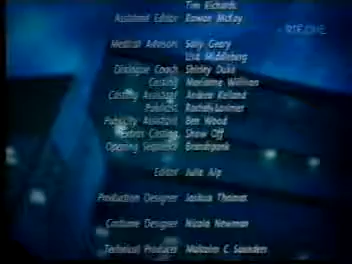 Tim Richards
Assistant Editor Rowan McKay
RTÉ ONE
Medical Advisors Sally Geary
Lisa Middleberg
Dialogue Coach Shirley Duke
Casting Marianne
Casting Assistant Andrew Kelland
Publicist Rachel Lorimer
Publicity Assistant Ben Wood
Extras Casting Show Off
Opening Sequence Brandspank
Editor Julie Alp
Production Designer Joshua Thomas
Costume Designer Nicola Newman
Technical Producer Malcolm C Saunders